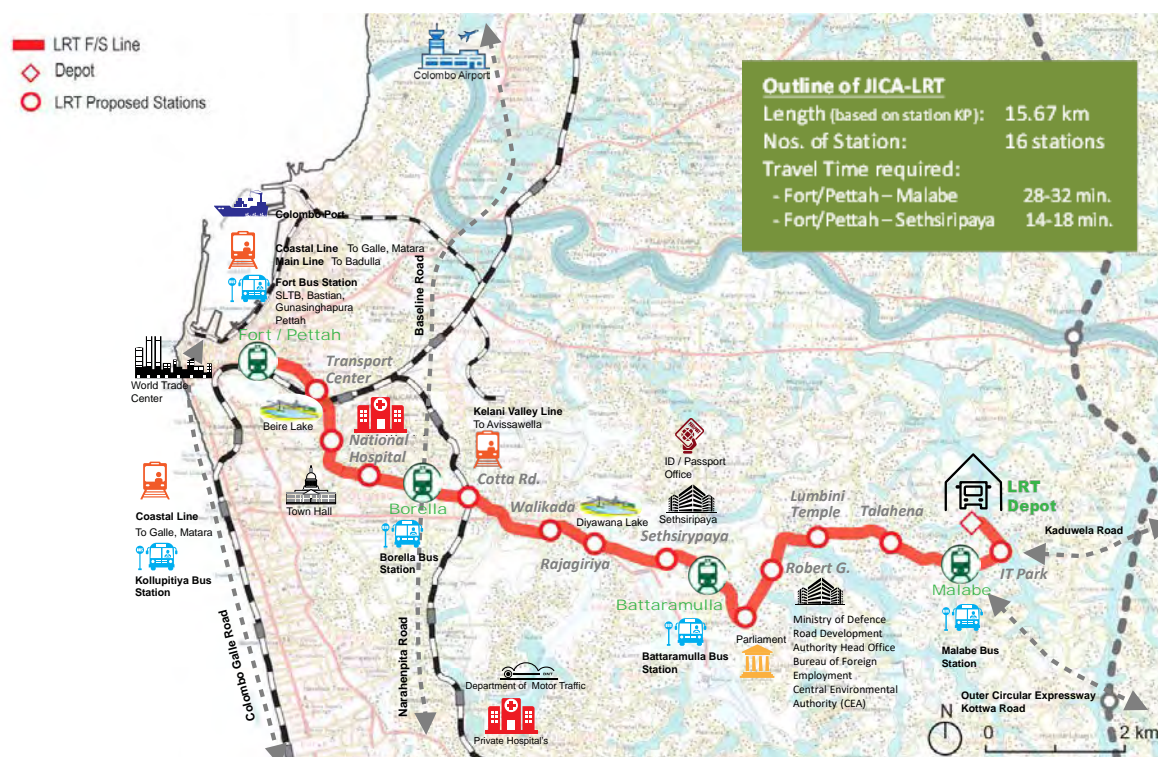 LRT F/S Line
Depot
LRT Proposed Stations
Colombo Airport
Outline of JICA-LRT
Length (based on station KP): 15.67 km
Nos. of Station: 16 stations
Travel Time required:
- Fort/Pettah – Malabe 28-32 min.
- Fort/Pettah – Sethsiripaya 14-18 min.
Colombo Port
Coastal Line To Galle, Matara
Main Line To Badulla
Fort Bus Station
SLTB, Bastian,
Gunasinghapura
Pettah
Baseline Road
Fort / Pettah
World Trade
Center
Transport
Center
Beire Lake
National
Hospital
Kelani Valley Line
To Avissawella
Town Hall
Borella
Cotta Rd.
Borella Bus
Station
Coastal Line
To Galle, Matara
Kollupitiya Bus
Station
Colombo Galle Road
Narahenpita Road
Walikada
Rajagiriya
Diyawana Lake
ID / Passport
Office
Sethsiripaya
Sethsirypaya
Battaramulla
Battaramulla Bus
Station
Parliament
Lumbini
Temple
Robert G.
Ministry of Defence
Road Development
Authority Head Office
Bureau of Foreign
Employment
Central Environmental
Authority (CEA)
Talahena
LRT
Depot
Kaduwela Road
IT Park
Malabe
Malabe Bus
Station
Outer Circular Expressway
Kottwa Road
DMT
Department of Motor Traffic
Private Hospital's
N
0 2 km